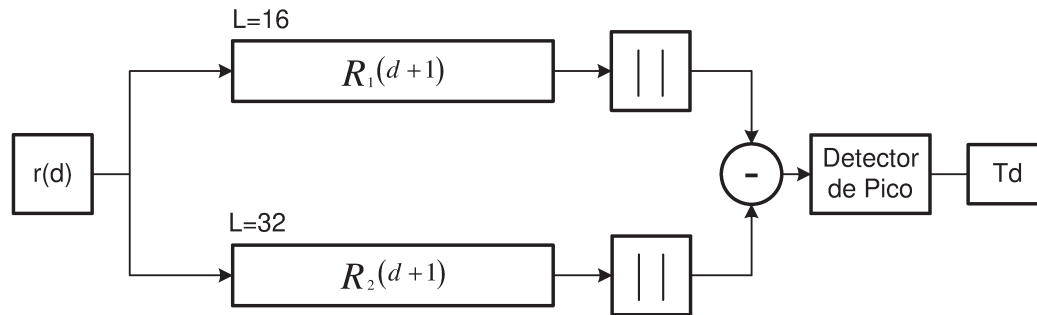 L=16
R₁(d+1)
| |
r(d)
-
Detector
de Pico
Td
L=32
R₂(d+1)
| |